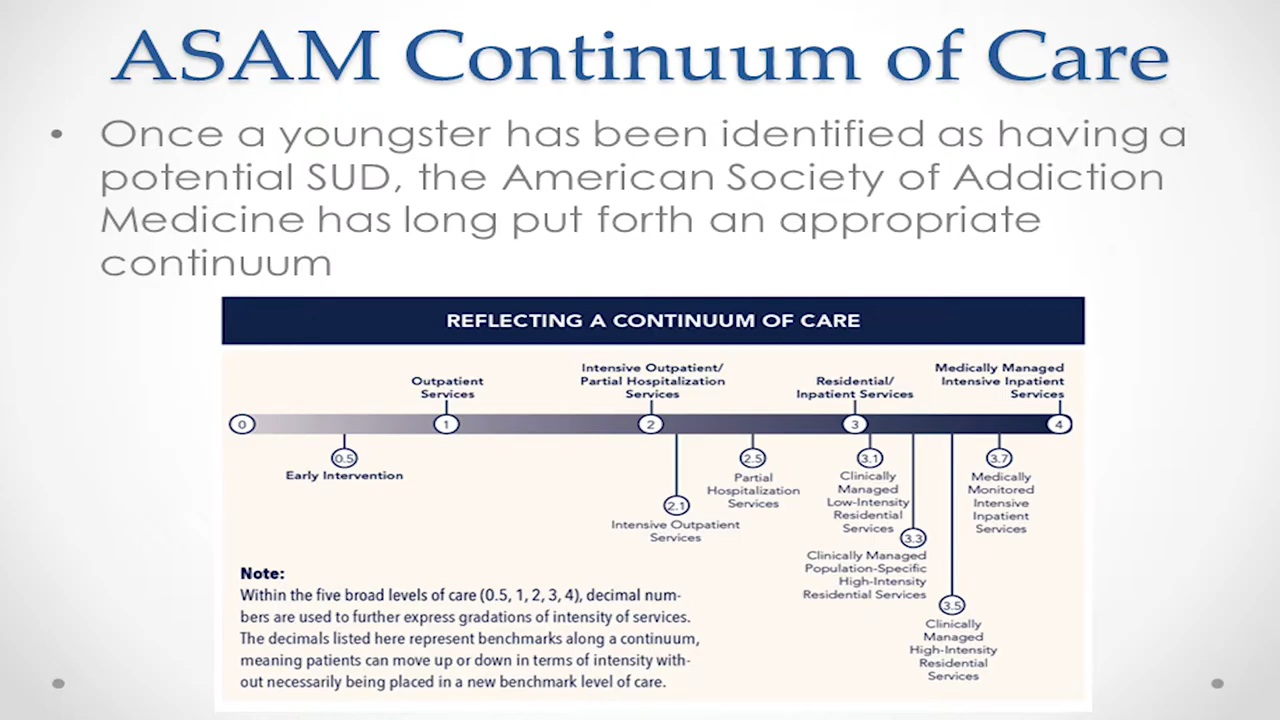 ASAM Continuum of Care
• Once a youngster has been identified as having a
potential SUD, the American Society of Addiction
Medicine has long put forth an appropriate
continuum
REFLECTING A CONTINUUM OF CARE
Outpatient
Services
Intensive Outpatient/
Partial Hospitalization
Services
Residential/
Inpatient Services
Medically Managed
Intensive Inpatient
Services
0
1
2
3
4
0.5
Early Intervention
2.1
Intensive Outpatient
Services
2.5
Partial
Hospitalization
Services
3.1
Clinically
Managed
Low-Intensity
Residential
Services
3.3
Clinically Managed
Population-Specific
High-Intensity
Residential Services
3.5
Clinically
Managed
High-Intensity
Residential
Services
3.7
Medically
Monitored
Intensive
Inpatient
Services
Note:
Within the five broad levels of care (0.5, 1, 2, 3, 4), decimal num-
bers are used to further express gradations of intensity of services.
The decimals listed here represent benchmarks along a continuum,
meaning patients can move up or down in terms of intensity with-
out necessarily being placed in a new benchmark level of care.